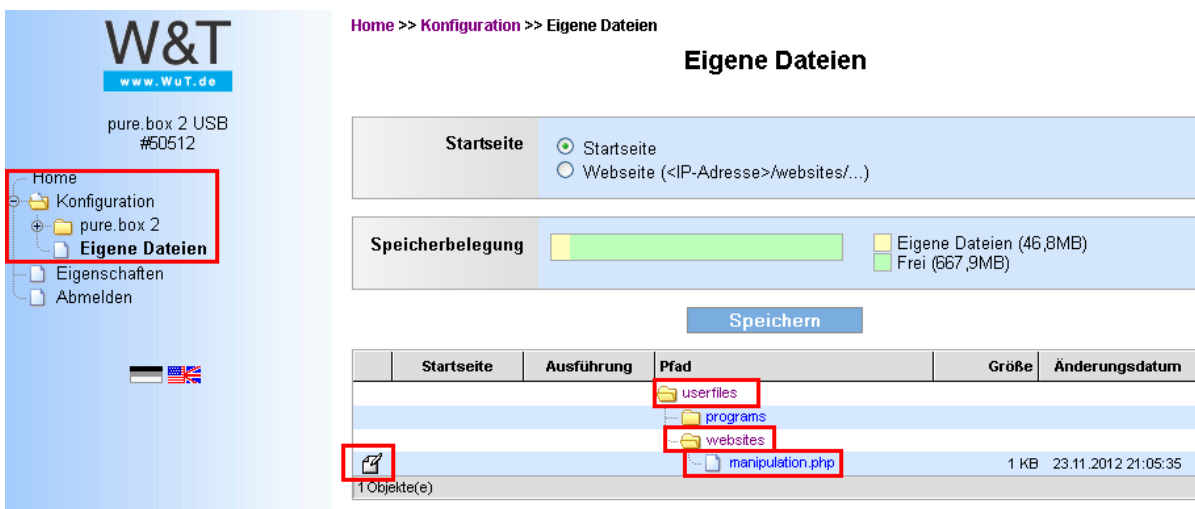 W&T
www.WuT.de
pure.box 2 USB
#50512
Home
Konfiguration
pure.box 2
Eigene Dateien
Eigenschaften
Abmelden
Home >> Konfiguration >> Eigene Dateien
Eigene Dateien
Startseite
Startseite
Webseite (<IP-Adresse>/websites/...)
Speicherbelegung
Eigene Dateien (46,8MB)
Frei (667,9MB)
Speichern
Startseite Ausführung Pfad Größe Änderungsdatum
userfiles
programs
websites
manipulation.php 1 KB 23.11.2012 21:05:35
1 Objekte(e)